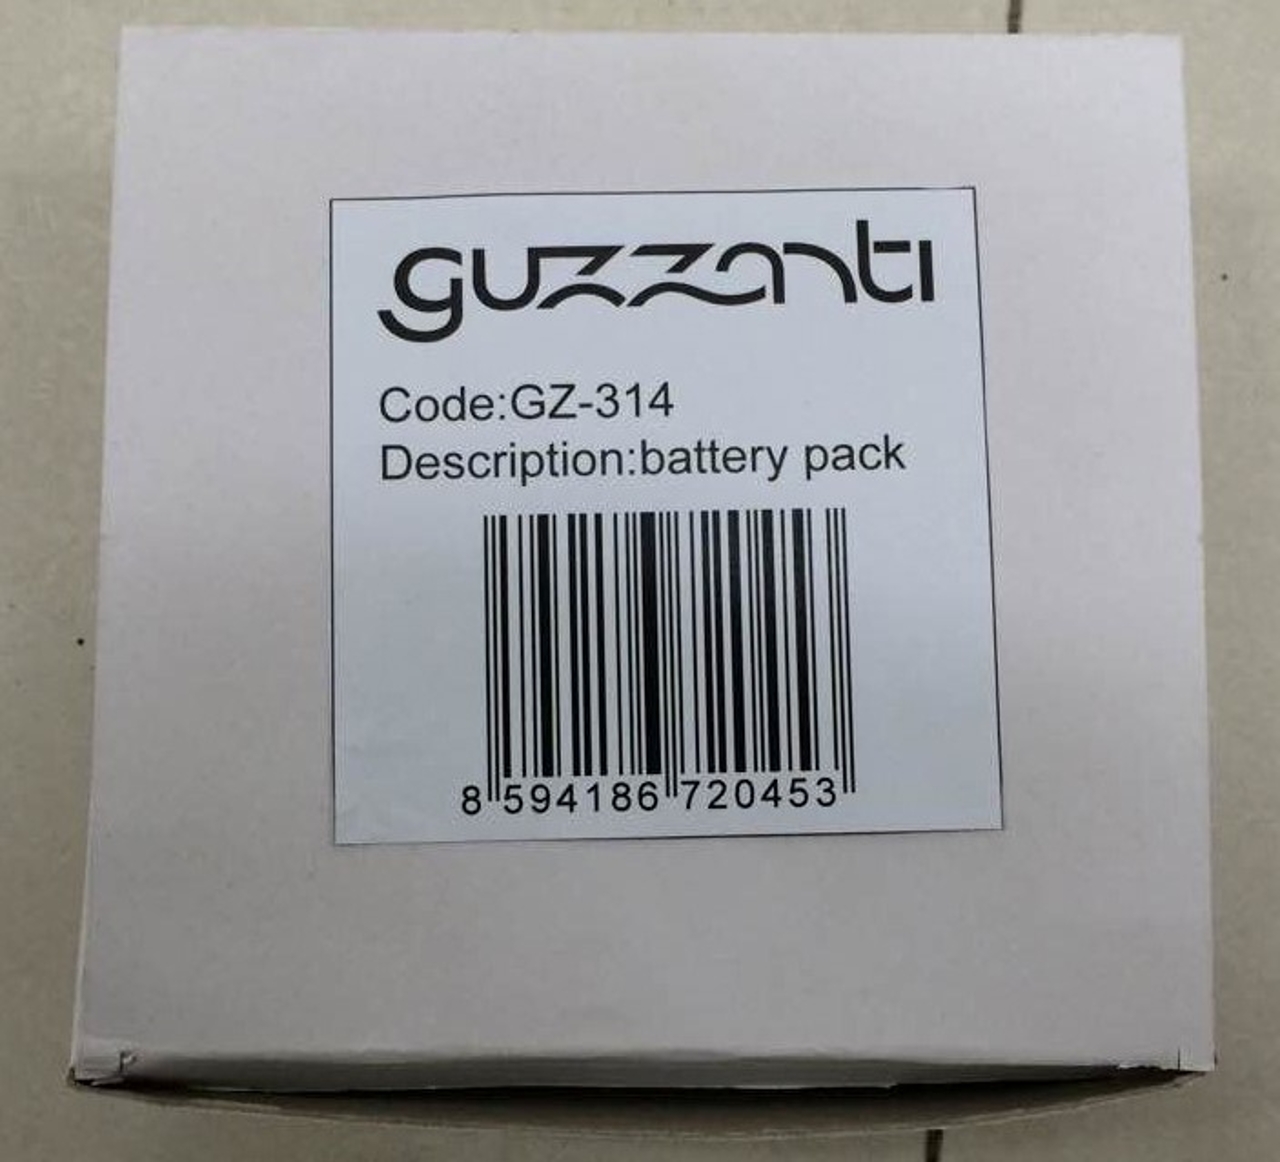 guzzanti
Code:GZ-314
Description:battery pack
8 594186 720453